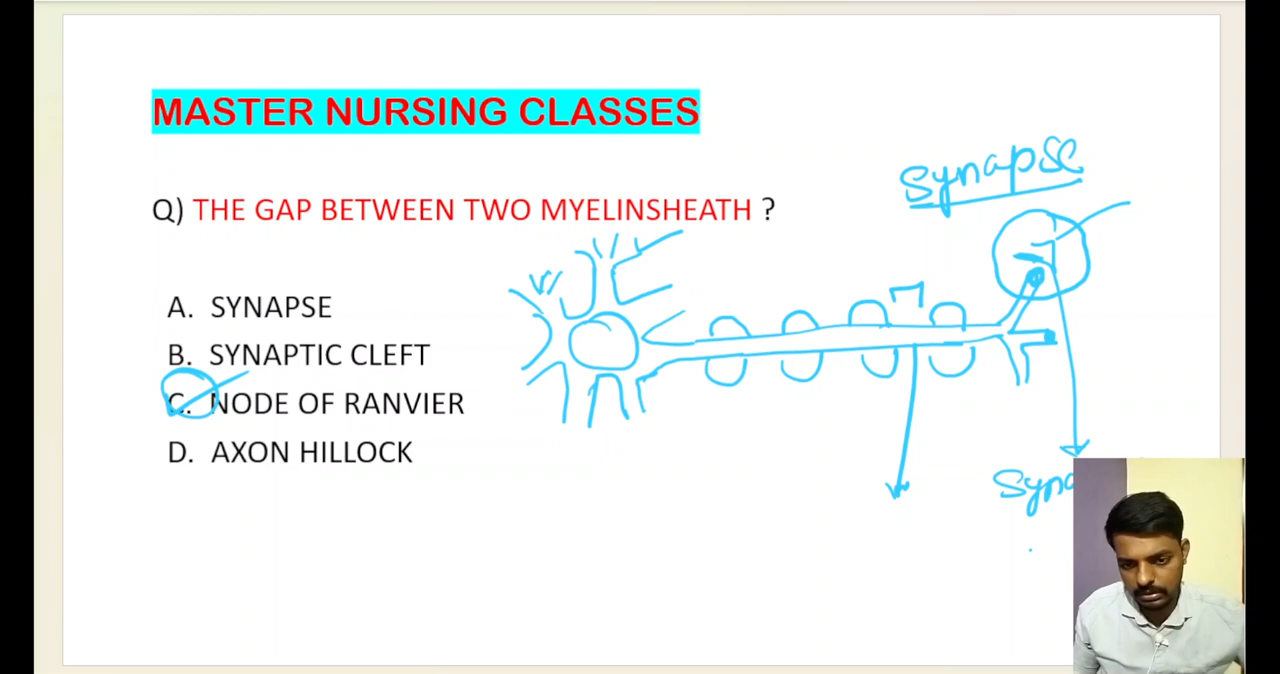 MASTER NURSING CLASSES
Synapse
Q) THE GAP BETWEEN TWO MYELINSHEATH ?
A. SYNAPSE
B. SYNAPTIC CLEFT
C. NODE OF RANVIER
D. AXON HILLOCK